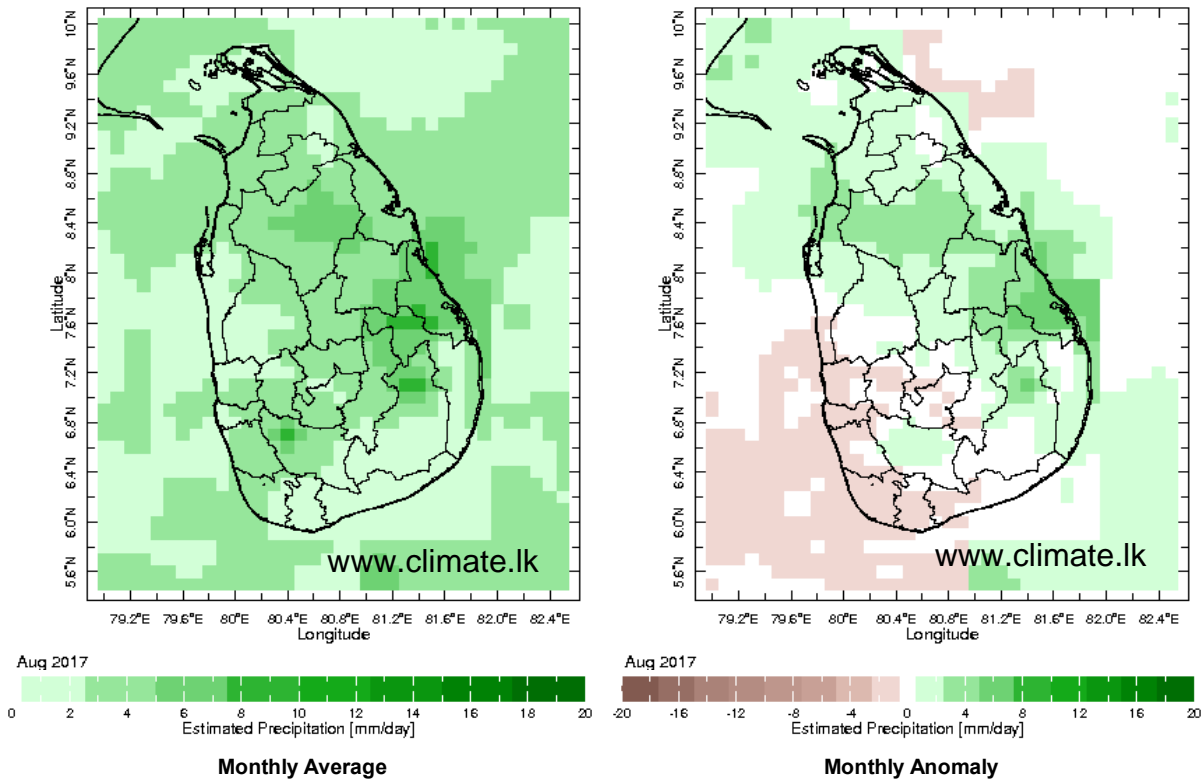 10°N
9.6°N
9.2°N
8.8°N
8.4°N
8°N
7.6°N
7.2°N
6.8°N
6.4°N
6.0°N
5.6°N
Latitude
www.climate.lk
79.2°E 79.6°E 80°E 80.4°E 80.8°E 81.2°E 81.6°E 82.0°E 82.4°E
Longitude
Aug 2017
0 2 4 6 8 10 12 14 16 18 20
Estimated Precipitation [mm/day]
Monthly Average
10°N
9.6°N
9.2°N
8.8°N
8.4°N
8°N
7.6°N
7.2°N
6.8°N
6.4°N
6.0°N
5.6°N
Latitude
www.climate.lk
79.2°E 79.6°E 80°E 80.4°E 80.8°E 81.2°E 81.6°E 82.0°E 82.4°E
Longitude
Aug 2017
-20 -16 -12 -8 -4 0 4 8 12 16 20
Estimated Precipitation [mm/day]
Monthly Anomaly